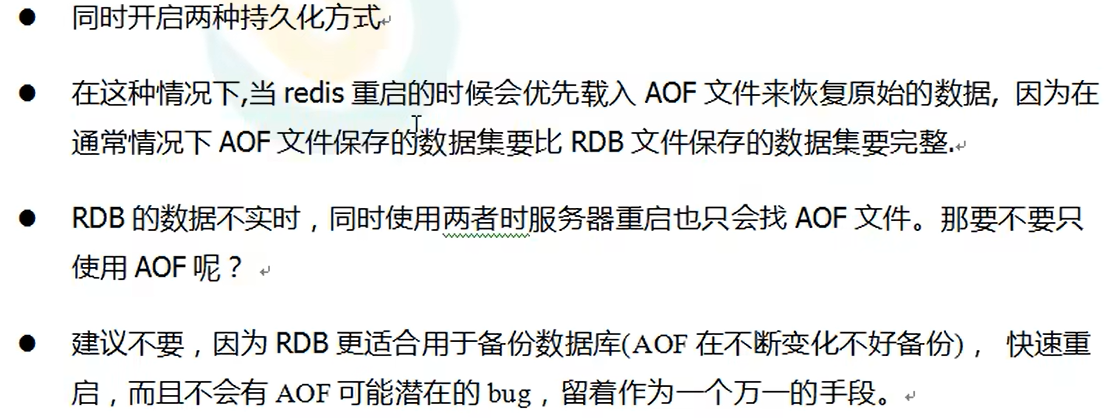 ● 同时开启两种持久化方式
● 在这种情况下,当 redis 重启的时候会优先载入 AOF 文件来恢复原始的数据, 因为在
通常情况下 AOF 文件保存的数据集要比 RDB 文件保存的数据集要完整.
● RDB 的数据不实时，同时使用两者时服务器重启也只会找 AOF 文件。那要不要只
使用 AOF 呢？
● 建议不要，因为 RDB 更适合用于备份数据库(AOF 在不断变化不好备份)， 快速重
启，而且不会有 AOF 可能潜在的 bug，留着作为一个万一的手段。